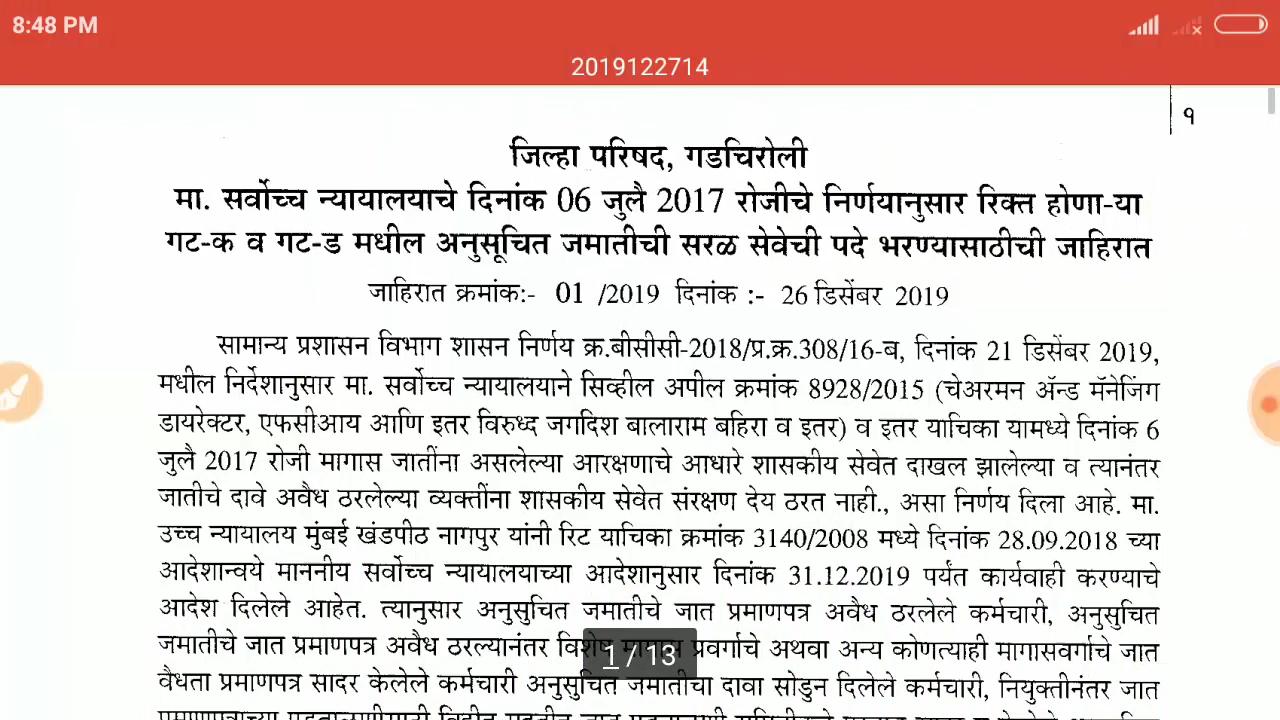 8:48 PM
2019122714
१
जिल्हा परिषद, गडचिरोली
मा. सर्वोच्च न्यायालयाचे दिनांक 06 जुलै 2017 रोजीचे निर्णयानुसार रिक्त होणा-या
गट-क व गट-ड मधील अनुसूचित जमातीची सरळ सेवेची पदे भरण्यासाठीची जाहिरात
जाहिरात क्रमांकः- 01 /2019 दिनांक :- 26 डिसेंबर 2019
सामान्य प्रशासन विभाग शासन निर्णय क्र.बीसीसी-2018/प्र.क्र.308/16-ब, दिनांक 21 डिसेंबर 2019,
मधील निर्देशानुसार मा. सर्वोच्च न्यायालयाने सिव्हील अपील क्रमांक 8928/2015 (चेअरमन ॲन्ड मॅनेजिंग
डायरेक्टर, एफसीआय आणि इतर विरुध्द जगदिश बालाराम बहिरा व इतर) व इतर याचिका यामध्ये दिनांक 6
जुलै 2017 रोजी मागास जातींना असलेल्या आरक्षणाचे आधारे शासकीय सेवेत दाखल झालेल्या व त्यानंतर
जातीचे दावे अवैध ठरलेल्या व्यक्तींना शासकीय सेवेत संरक्षण देय ठरत नाही., असा निर्णय दिला आहे. मा.
उच्च न्यायालय मुंबई खंडपीठ नागपुर यांनी रिट याचिका क्रमांक 3140/2008 मध्ये दिनांक 28.09.2018 च्या
आदेशान्वये माननीय सर्वोच्च न्यायालयाच्या आदेशानुसार दिनांक 31.12.2019 पर्यंत कार्यवाही करण्याचे
आदेश दिलेले आहेत. त्यानुसार अनुसुचित जमातीचे जात प्रमाणपत्र अवैध ठरलेले कर्मचारी, अनुसुचित
जमातीचे जात प्रमाणपत्र अवैध ठरल्यानंतर विशेष मागास प्रवर्गाचे अथवा अन्य कोणत्याही मागासवर्गाचे जात
1 / 13
वैधता प्रमाणपत्र सादर केलेले कर्मचारी अनुसुचित जमातीचा दावा सोडुन दिलेले कर्मचारी, नियुक्तीनंतर जात